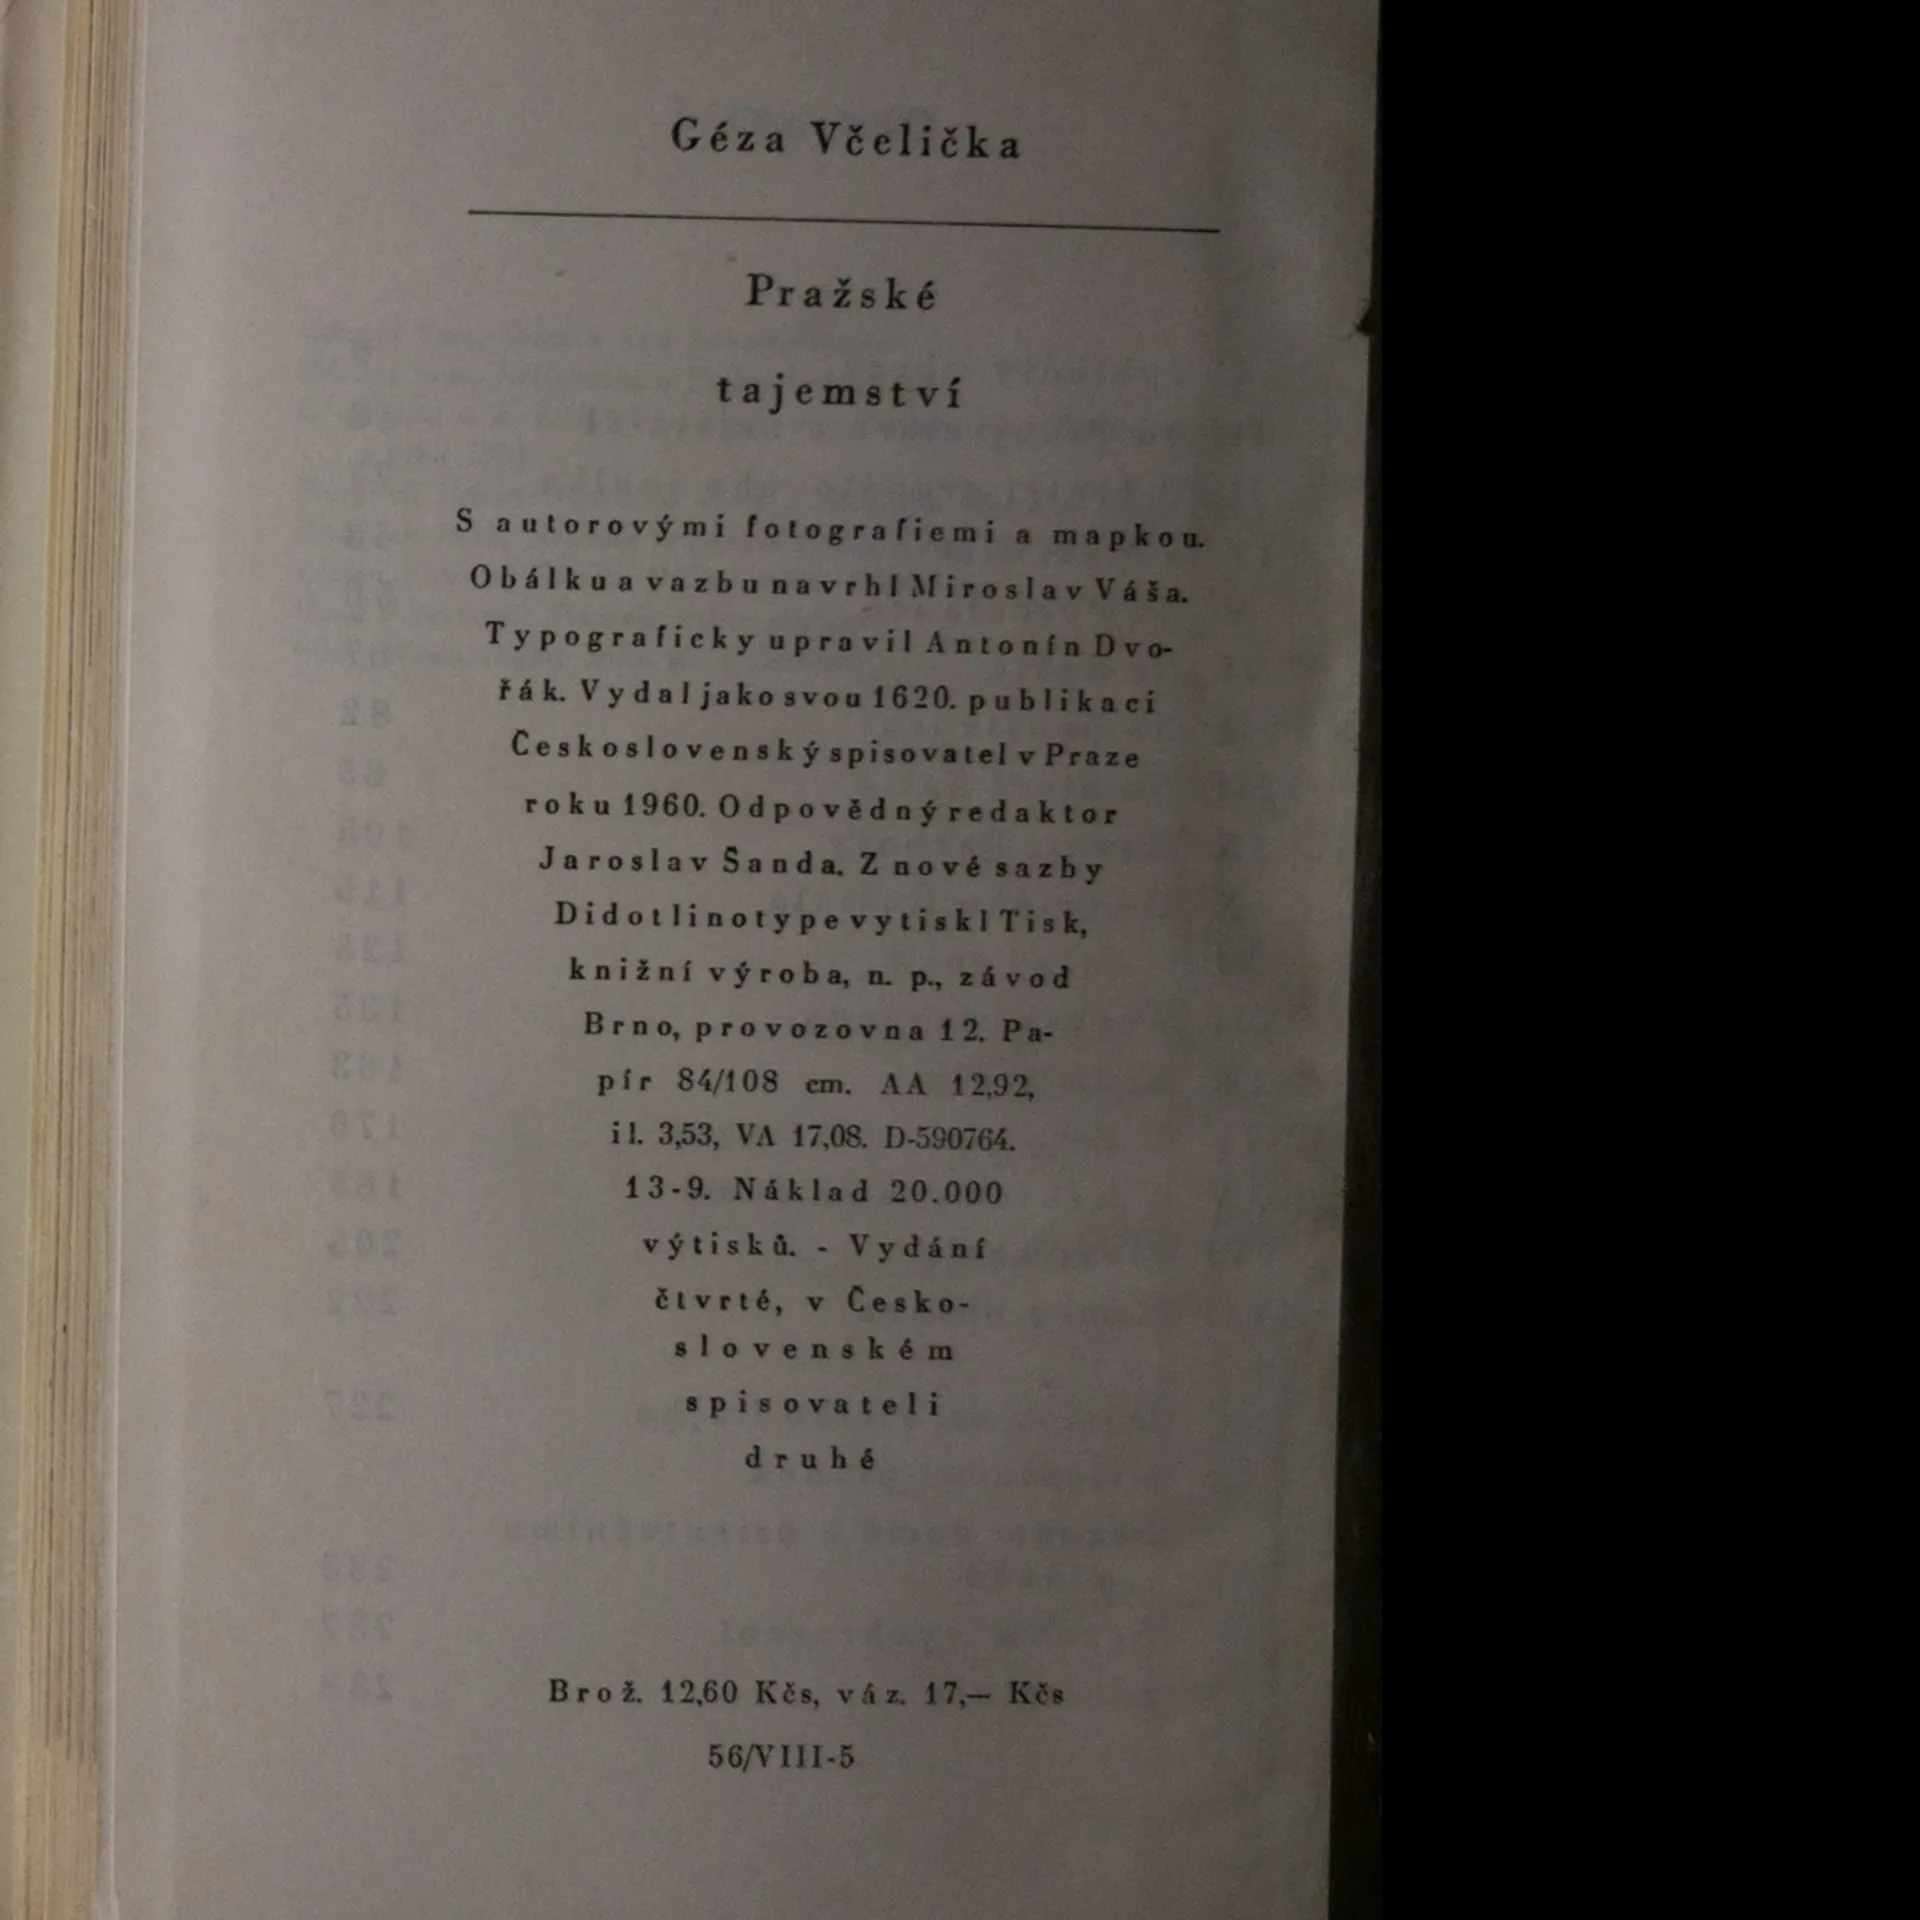 Géza Včelička
Pražské
tajemství
S autorovými fotografiemi a mapkou.
Obálku a vazbu navrhl Miroslav Váša.
Typograficky upravil Antonín Dvo-
řák. Vydal jako svou 1620. publikaci
Československý spisovatel v Praze
roku 1960. Odpovědný redaktor
Jaroslav Šanda. Z nové sazby
Didot linotype vytiskl Tisk,
knižní výroba, n. p., závod
Brno, provozovna 12. Pa-
pír 84/108 cm. AA 12,92,
il. 3,53, VA 17,08. D-590764.
13-9. Náklad 20.000
výtisků. - Vydání
čtvrté, v Česko-
slovenském
spisovateli
druhé
Brož. 12,60 Kčs, váz. 17,— Kčs
56/VIII-5